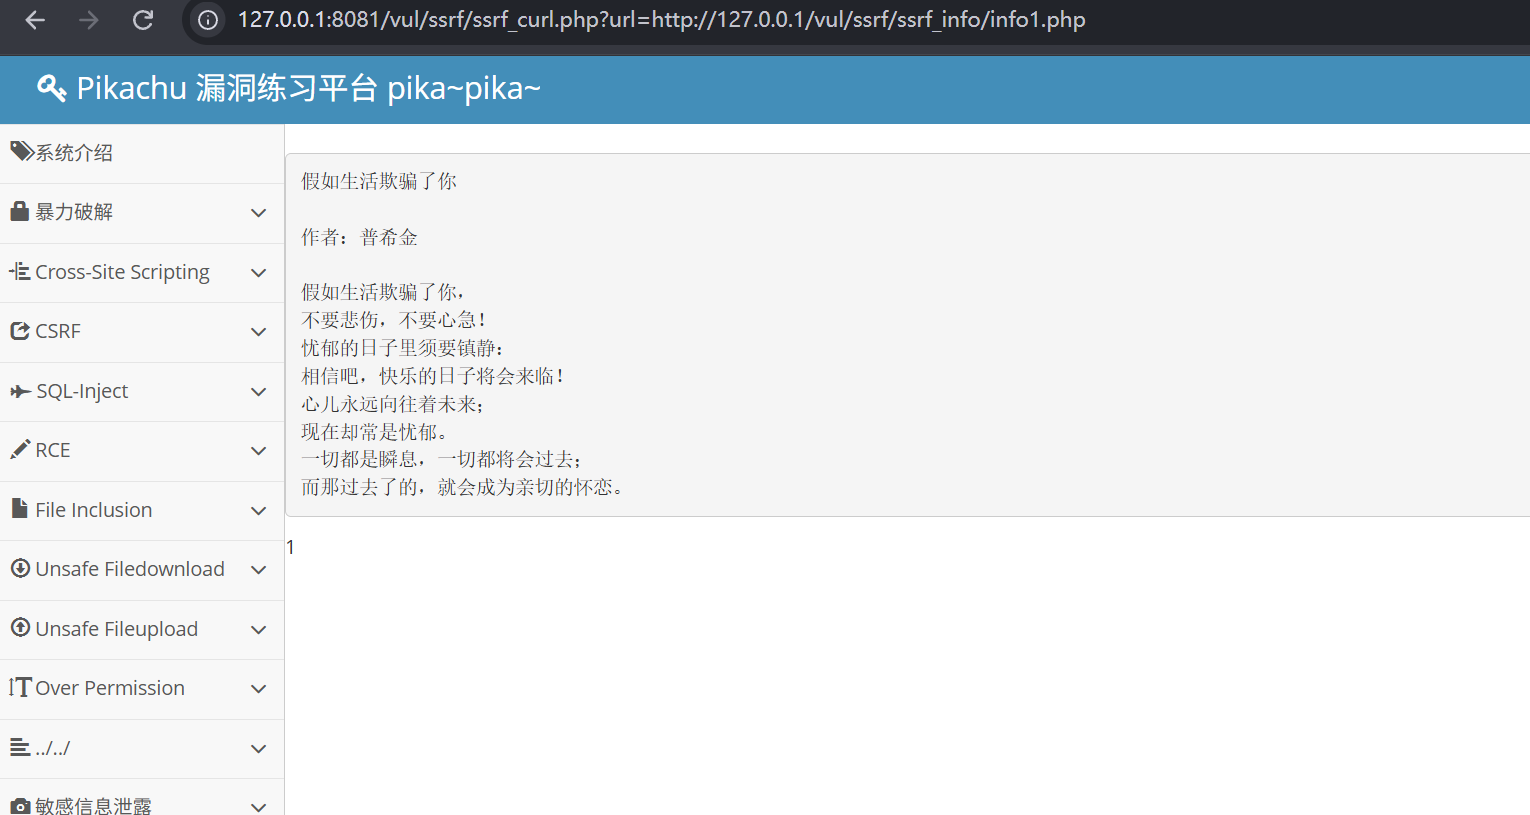 127.0.0.1:8081/vul/ssrf/ssrf_curl.php?url=http://127.0.0.1/vul/ssrf/ssrf_info/info1.php
Pikachu 漏洞练习平台 pika~pika~
系统介绍
暴力破解
Cross-Site Scripting
CSRF
SQL-Inject
RCE
File Inclusion
Unsafe Filedownload
Unsafe Fileupload
Over Permission
../../
敏感信息泄露
假如生活欺骗了你
作者：普希金
假如生活欺骗了你，
不要悲伤，不要心急！
忧郁的日子里须要镇静：
相信吧，快乐的日子将会来临！
心儿永远向往着未来；
现在却常是忧郁。
一切都是瞬息，一切都将会过去；
而那过去了的，就会成为亲切的怀恋。
1